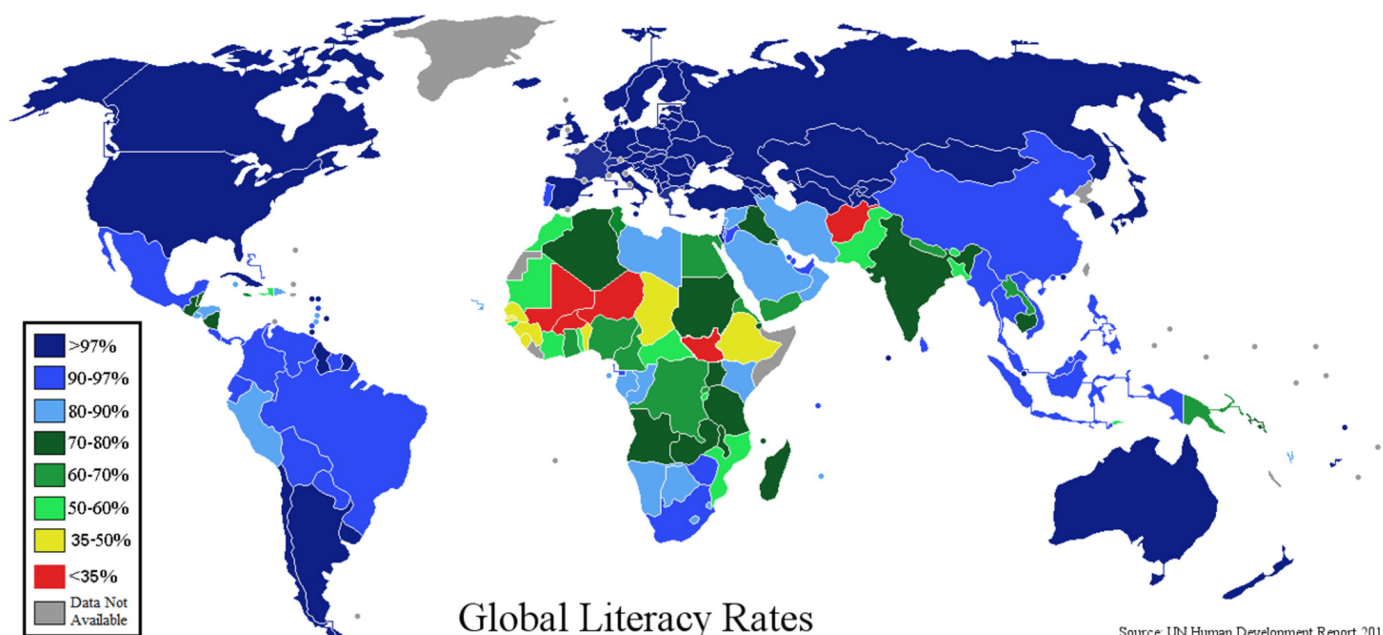 >97%
90-97%
80-90%
70-80%
60-70%
50-60%
35-50%
<35%
Data Not
Available
Global Literacy Rates
Source: UN Human Development Report 201